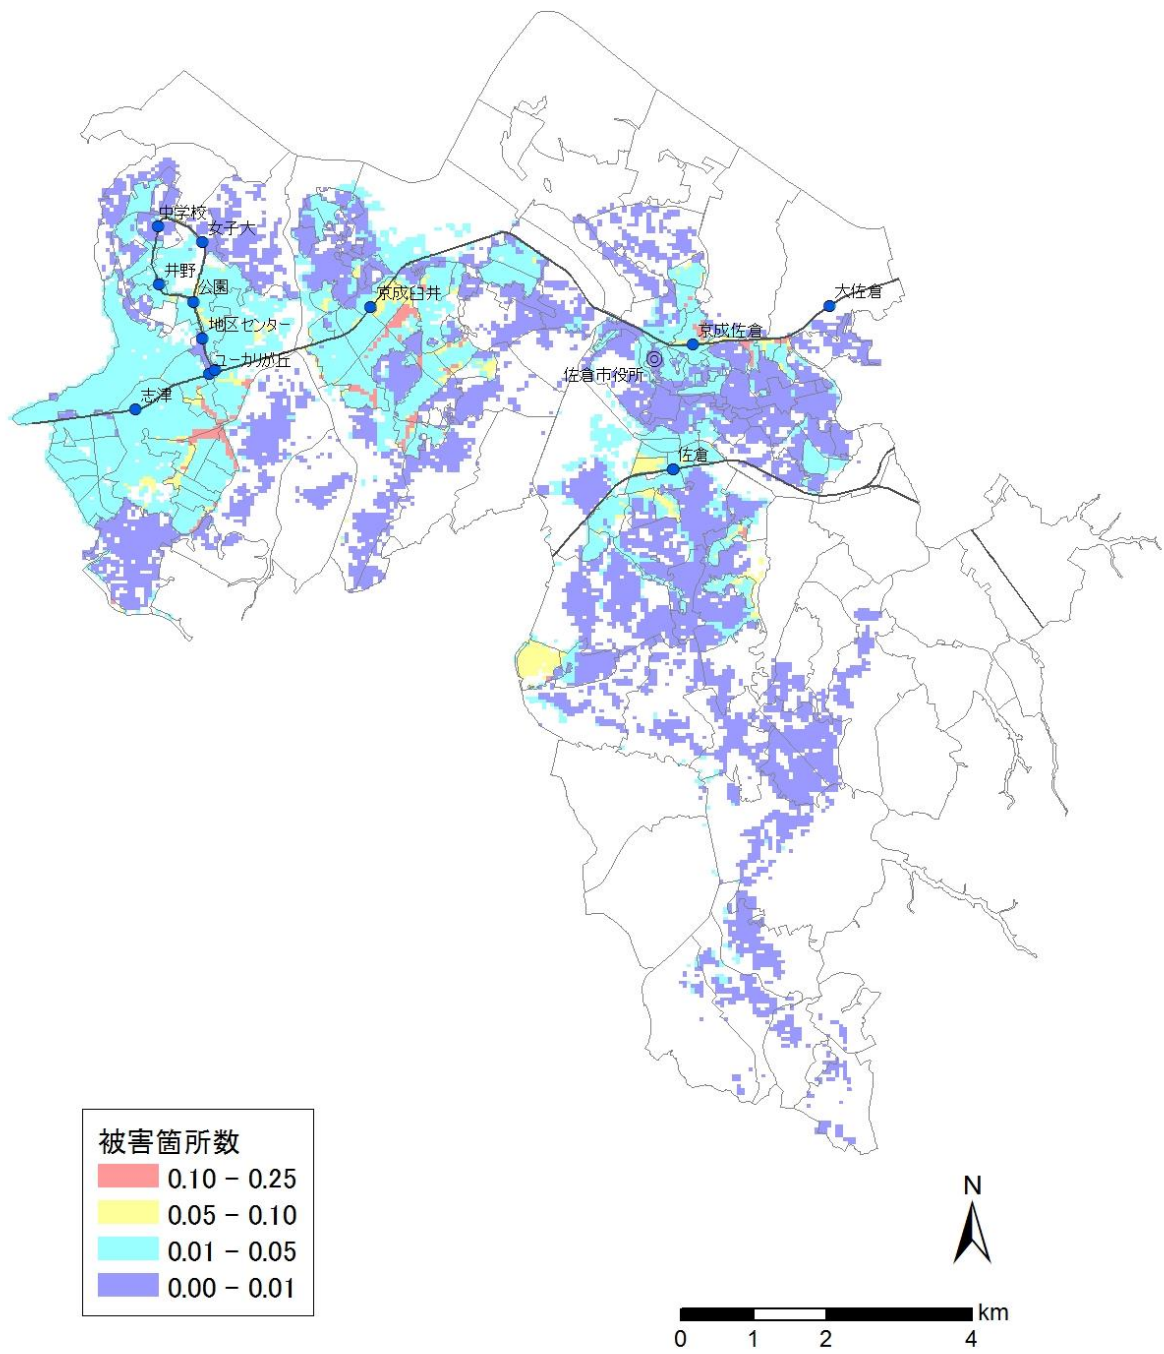 中学校
女子大
井野
公園
地区センター
ユーカリが丘
志津
京成臼井
大佐倉
京成佐倉
佐倉市役所
佐倉
被害箇所数
0.10 - 0.25
0.05 - 0.10
0.01 - 0.05
0.00 - 0.01
N
km
0 1 2 4